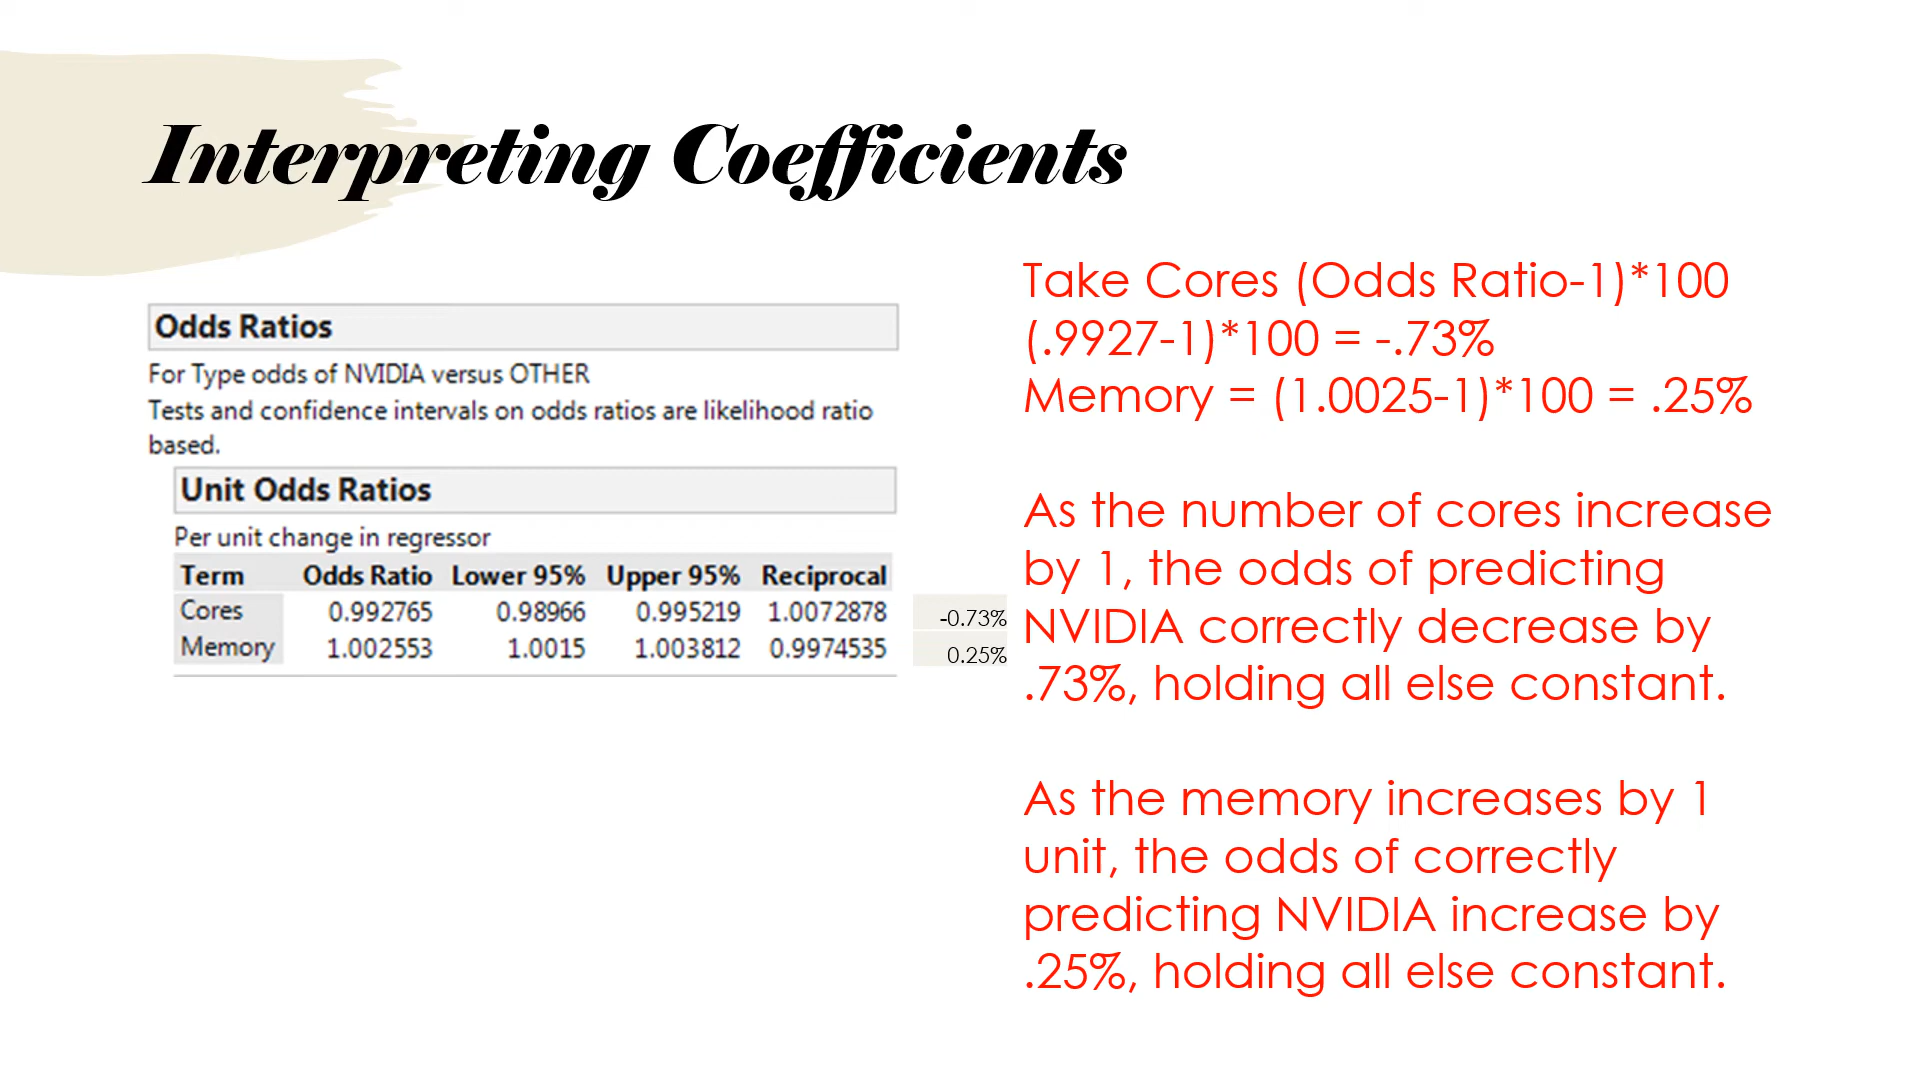 Interpreting Coefficients
Odds Ratios
For Type odds of NVIDIA versus OTHER
Tests and confidence intervals on odds ratios are likelihood ratio
based.
Unit Odds Ratios
Per unit change in regressor
Term Odds Ratio Lower 95% Upper 95% Reciprocal
Cores 0.992765 0.98966 0.995219 1.0072878 -0.73%
Memory 1.002553 1.0015 1.003812 0.9974535 0.25%
Take Cores (Odds Ratio-1)*100
(.9927-1)*100 = -.73%
Memory = (1.0025-1)*100 = .25%
As the number of cores increase
by 1, the odds of predicting
NVIDIA correctly decrease by
.73%, holding all else constant.
As the memory increases by 1
unit, the odds of correctly
predicting NVIDIA increase by
.25%, holding all else constant.